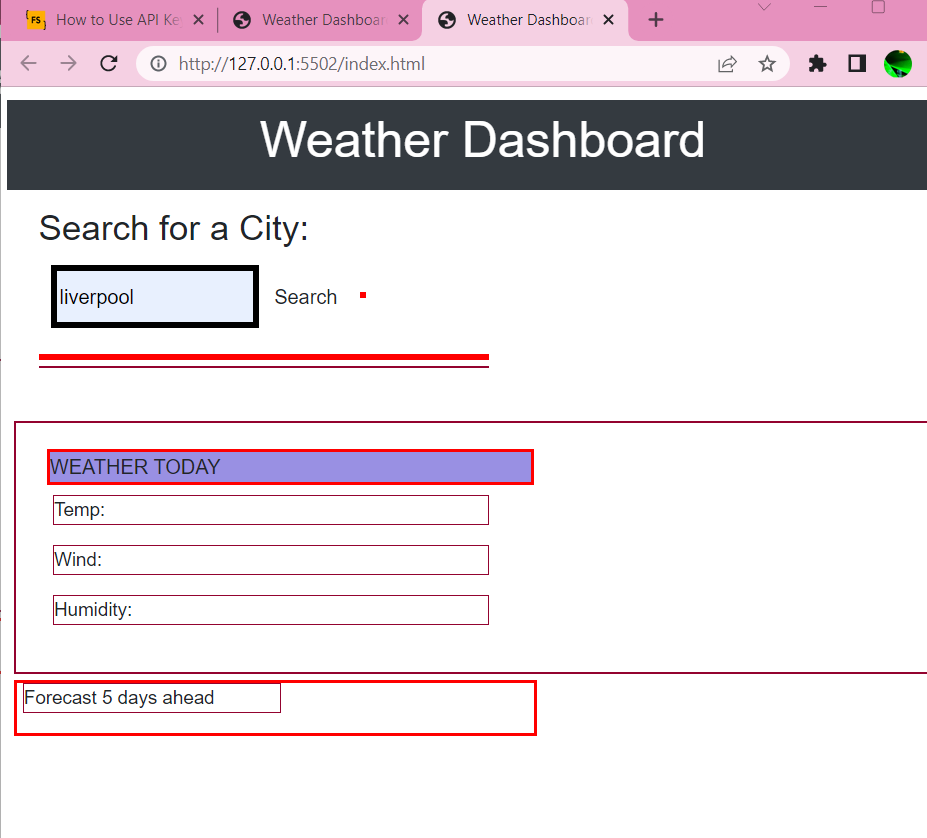 {FS} How to Use API Ke Weather Dashboar Weather Dashboar
http://127.0.0.1:5502/index.html
Weather Dashboard
Search for a City:
liverpool Search
WEATHER TODAY
Temp:
Wind:
Humidity:
Forecast 5 days ahead